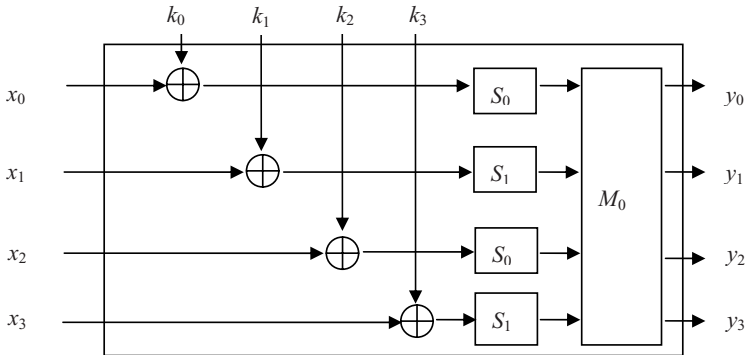 k0 k1 k2 k3
x0 S0 y0
x1 S1 y1
M0
x2 S0 y2
x3 S1 y3